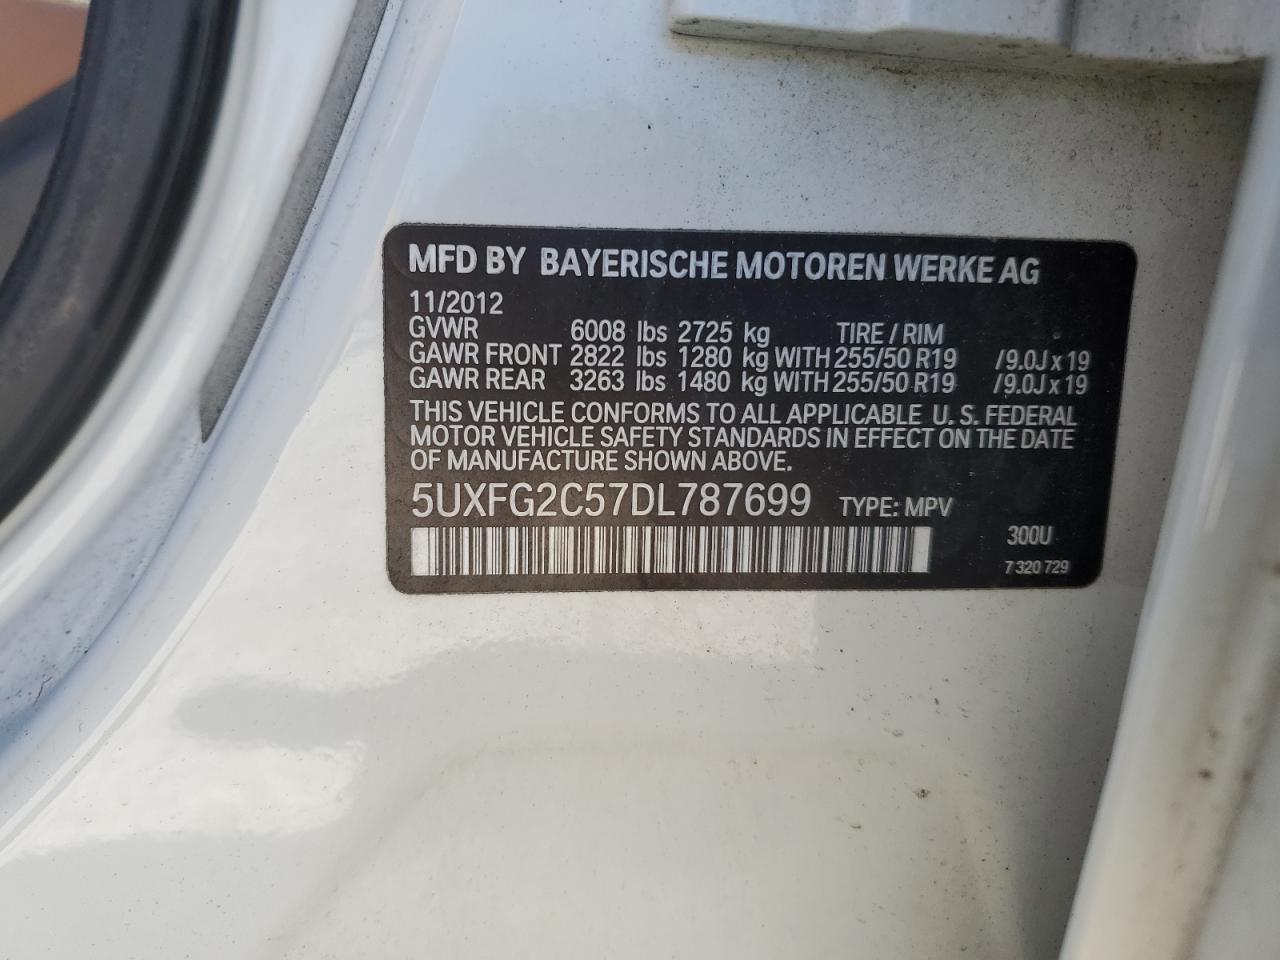 MFD BY BAYERISCHE MOTOREN WERKE AG
11/2012
GVWR 6008 lbs 2725 kg TIRE / RIM
GAWR FRONT 2822 lbs 1280 kg WITH 255/50 R19 /9.0J x 19
GAWR REAR 3263 lbs 1480 kg WITH 255/50 R19 /9.0J x 19
THIS VEHICLE CONFORMS TO ALL APPLICABLE U. S. FEDERAL
MOTOR VEHICLE SAFETY STANDARDS IN EFFECT ON THE DATE
OF MANUFACTURE SHOWN ABOVE.
5UXFG2C57DL787699 TYPE: MPV
300U
7 320 729